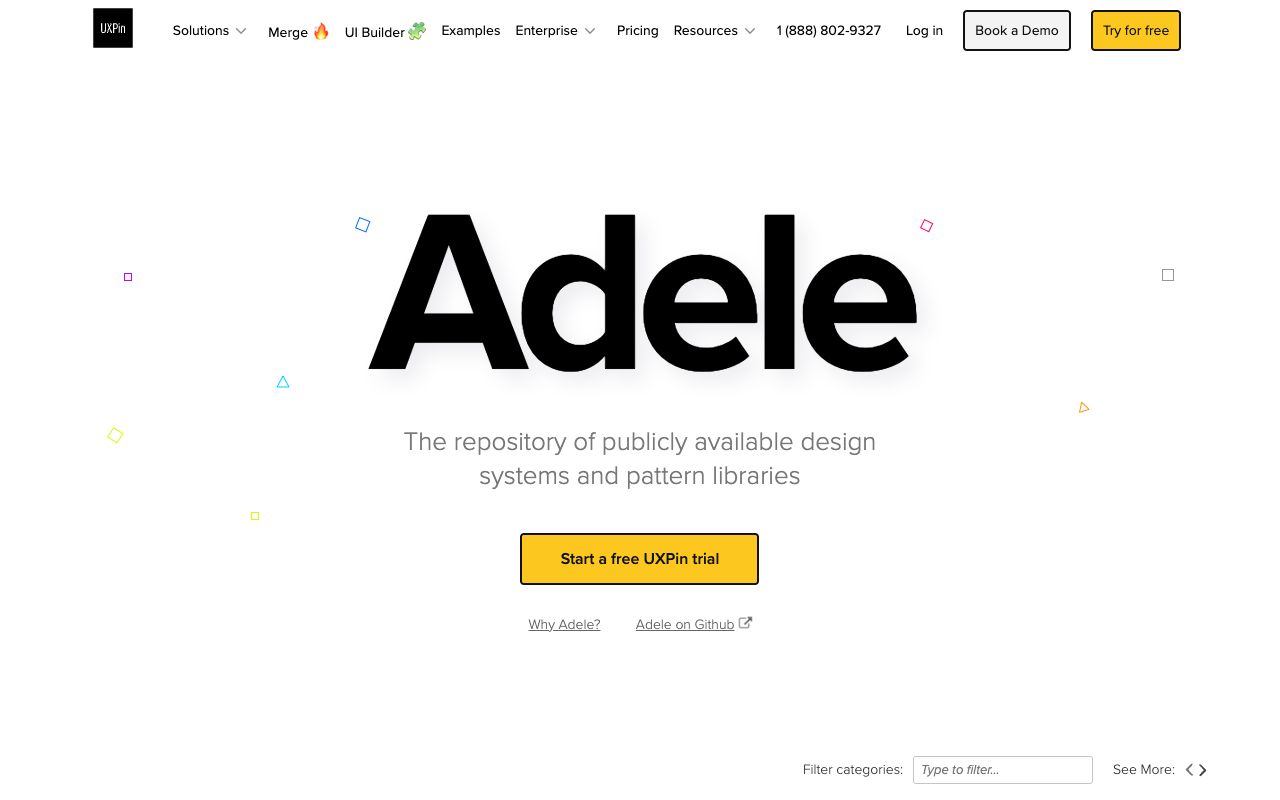 UXPin
Solutions
Merge
UI Builder
Examples
Enterprise
Pricing
Resources
1 (888) 802-9327
Log in
Book a Demo
Try for free
Adele
The repository of publicly available design
systems and pattern libraries
Start a free UXPin trial
Why Adele?
Adele on Github
Filter categories:
Type to filter...
See More: